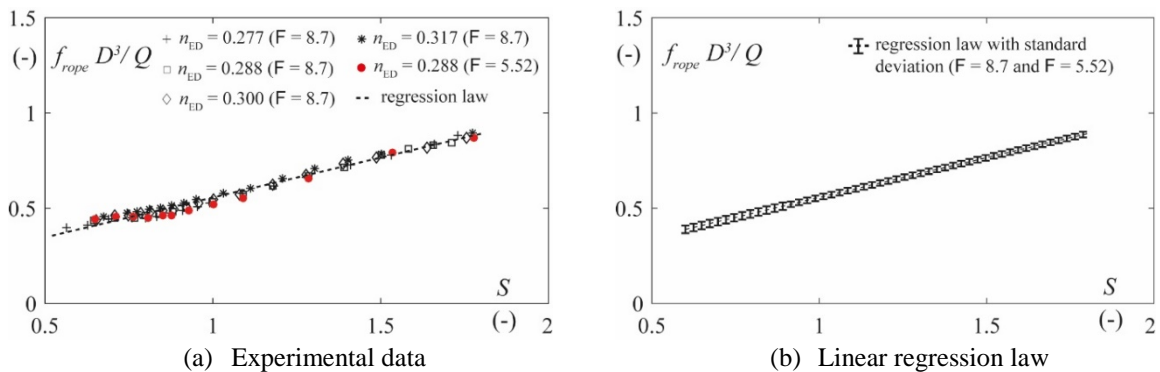 1.5
(-)
f_rope D³/ Q
+ n_ED = 0.277 (F = 8.7)
✱ n_ED = 0.317 (F = 8.7)
□ n_ED = 0.288 (F = 8.7)
● n_ED = 0.288 (F = 5.52)
◇ n_ED = 0.300 (F = 8.7)
--- regression law
1
0.5
0
S
(-)
0.5 1 1.5 2
(a) Experimental data
1.5
(-)
f_rope D³/ Q
regression law with standard
deviation (F = 8.7 and F = 5.52)
1
0.5
0
S
(-)
0.5 1 1.5 2
(b) Linear regression law